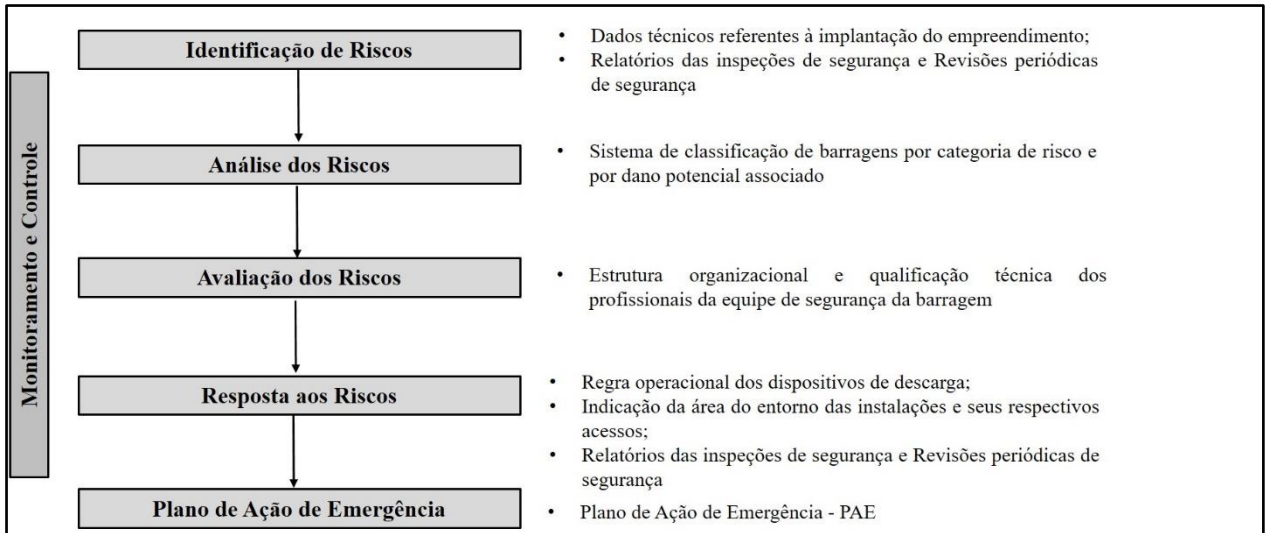 Monitoramento e Controle
Identificação de Riscos
• Dados técnicos referentes à implantação do empreendimento;
• Relatórios das inspeções de segurança e Revisões periódicas
de segurança
Análise dos Riscos
• Sistema de classificação de barragens por categoria de risco e
por dano potencial associado
Avaliação dos Riscos
• Estrutura organizacional e qualificação técnica dos
profissionais da equipe de segurança da barragem
Resposta aos Riscos
• Regra operacional dos dispositivos de descarga;
• Indicação da área do entorno das instalações e seus respectivos
acessos;
• Relatórios das inspeções de segurança e Revisões periódicas de
segurança
Plano de Ação de Emergência
• Plano de Ação de Emergência - PAE